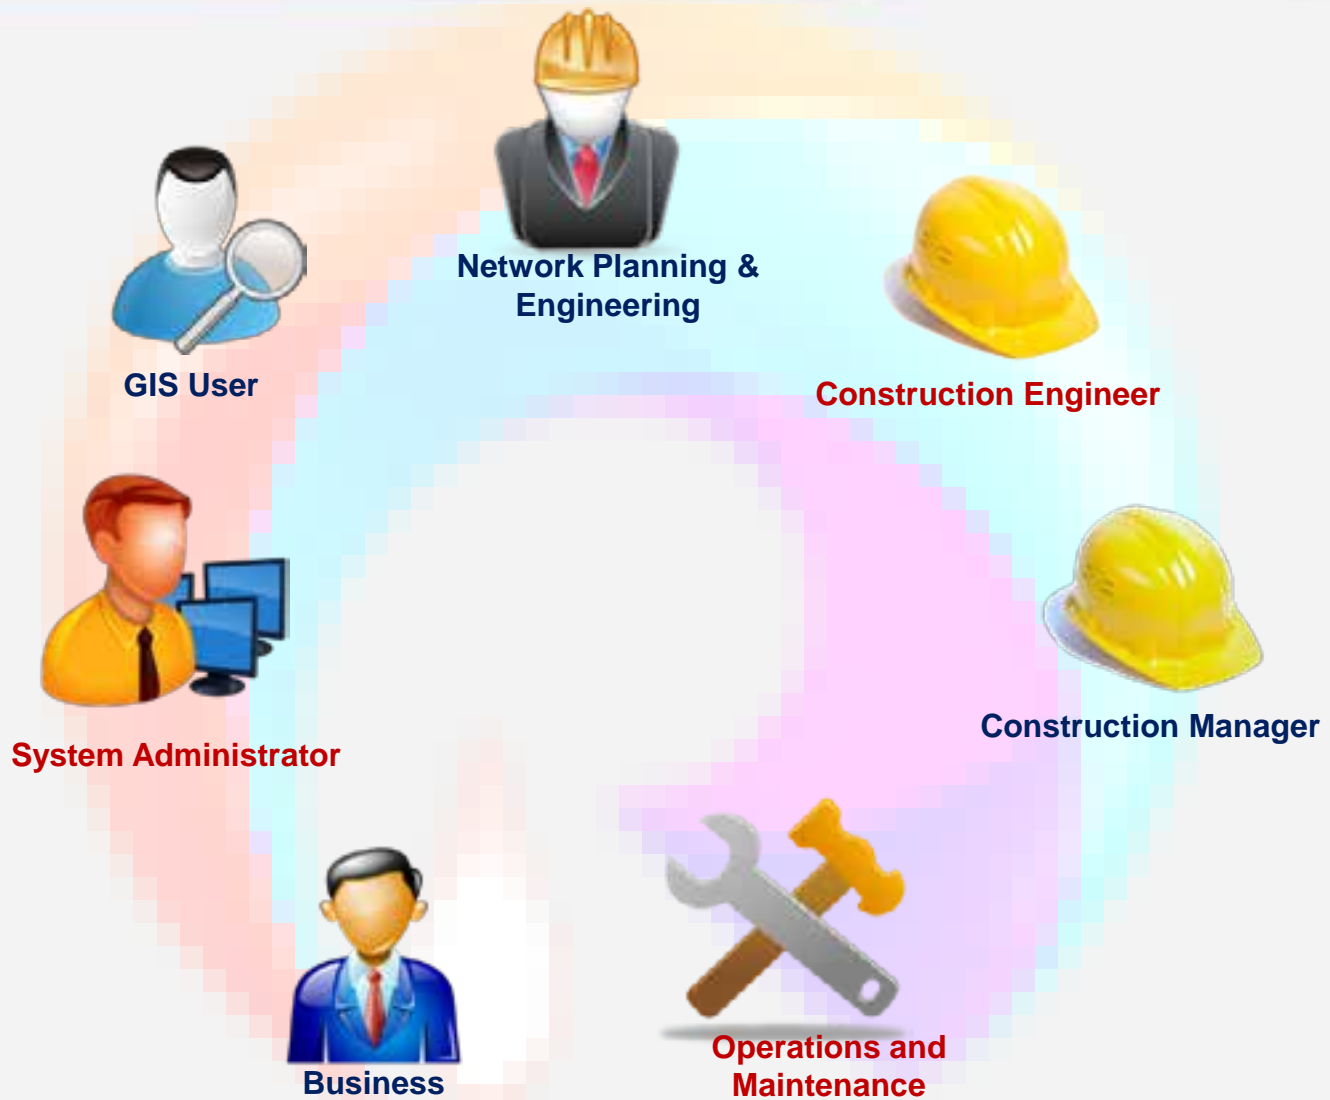 Network Planning &
Engineering
GIS User
Construction Engineer
Construction Manager
System Administrator
Operations and
Maintenance
Business